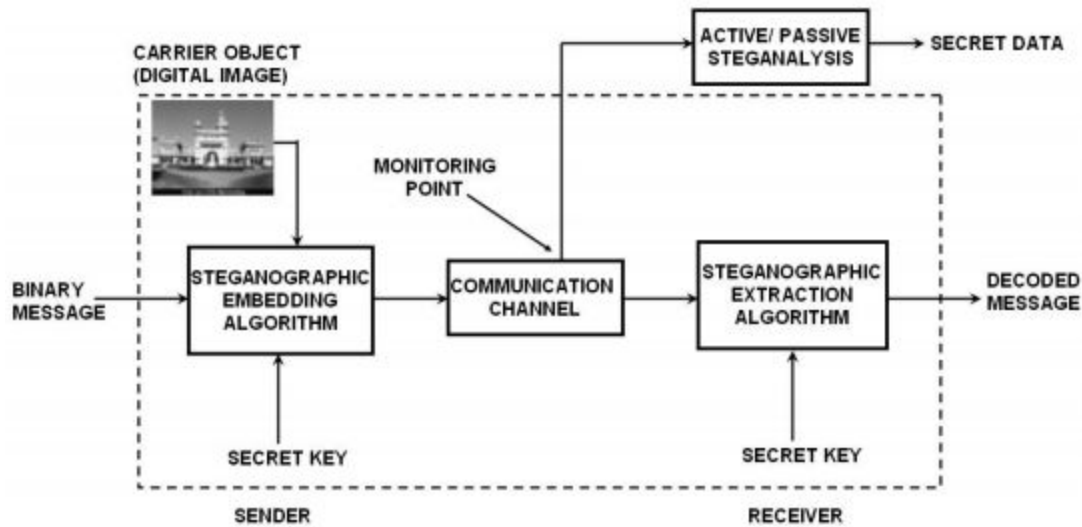 ACTIVE/ PASSIVE
STEGANALYSIS
SECRET DATA
CARRIER OBJECT
(DIGITAL IMAGE)
MONITORING
POINT
BINARY
MESSAGE
STEGANOGRAPHIC
EMBEDDING
ALGORITHM
COMMUNICATION
CHANNEL
STEGANOGRAPHIC
EXTRACTION
ALGORITHM
DECODED
MESSAGE
SECRET KEY
SECRET KEY
SENDER
RECEIVER